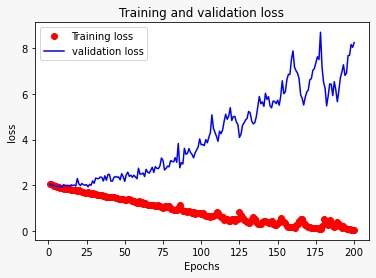 Training and validation loss
Training loss
validation loss
loss
8
6
4
2
0
0 25 50 75 100 125 150 175 200
Epochs